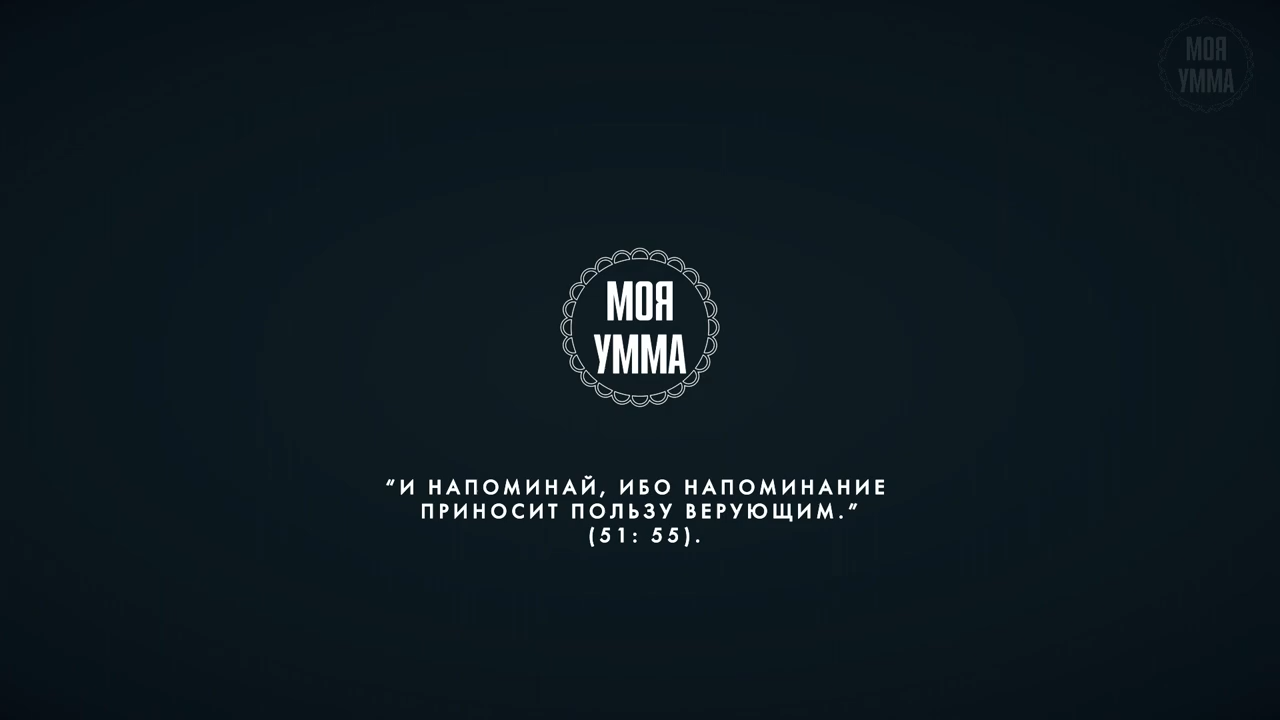 МОЯ
УММА
МОЯ
УММА
“И НАПОМИНАЙ, ИБО НАПОМИНАНИЕ
ПРИНОСИТ ПОЛЬЗУ ВЕРУЮЩИМ.”
(51: 55).